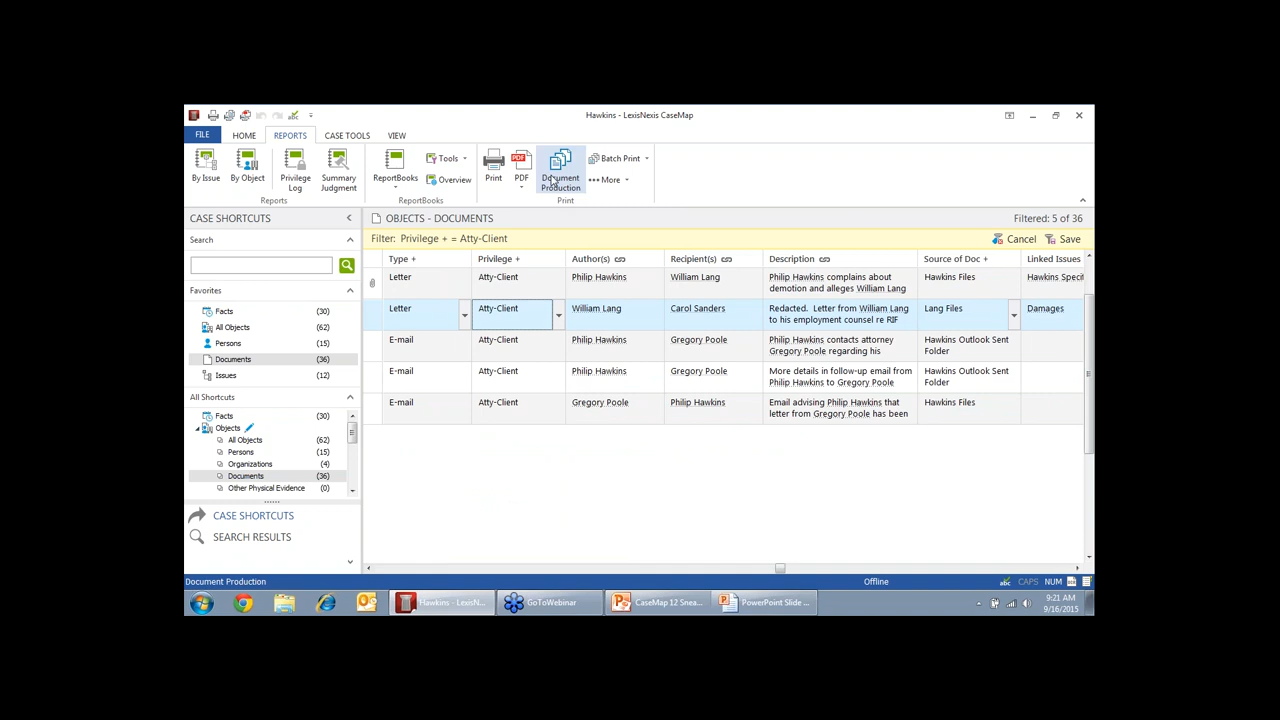 Hawkins - LexisNexis CaseMap
FILE HOME REPORTS CASE TOOLS VIEW
By Issue By Object Privilege Log Summary Judgment
Reports
ReportBooks Tools Overview
ReportBooks
Print PDF Document Production Batch Print More
Print
CASE SHORTCUTS
Search
Favorites
Facts (30)
All Objects (62)
Persons (15)
Documents (36)
Issues (12)
All Shortcuts
Facts (30)
Objects
All Objects (62)
Persons (15)
Organizations (4)
Documents (36)
Other Physical Evidence (0)
CASE SHORTCUTS
SEARCH RESULTS
OBJECTS - DOCUMENTS Filtered: 5 of 36
Filter: Privilege + = Atty-Client Cancel Save
Type + Privilege + Author(s) Recipient(s) Description Source of Doc + Linked Issues
Letter Atty-Client Philip Hawkins William Lang Philip Hawkins complains about Hawkins Files Hawkins Specif
demotion and alleges William Lang
Letter Atty-Client William Lang Carol Sanders Redacted. Letter from William Lang Lang Files Damages
to his employment counsel re RIF
E-mail Atty-Client Philip Hawkins Gregory Poole Philip Hawkins contacts attorney Hawkins Outlook Sent
Gregory Poole regarding his Folder
E-mail Atty-Client Philip Hawkins Gregory Poole More details in follow-up email from Hawkins Outlook Sent
Philip Hawkins to Gregory Poole Folder
E-mail Atty-Client Gregory Poole Philip Hawkins Email advising Philip Hawkins that Hawkins Files
letter from Gregory Poole has been
Document Production Offline CAPS NUM
Hawkins - LexisN... GoToWebinar CaseMap 12 Snea... PowerPoint Slide ... 9:21 AM
9/16/2015